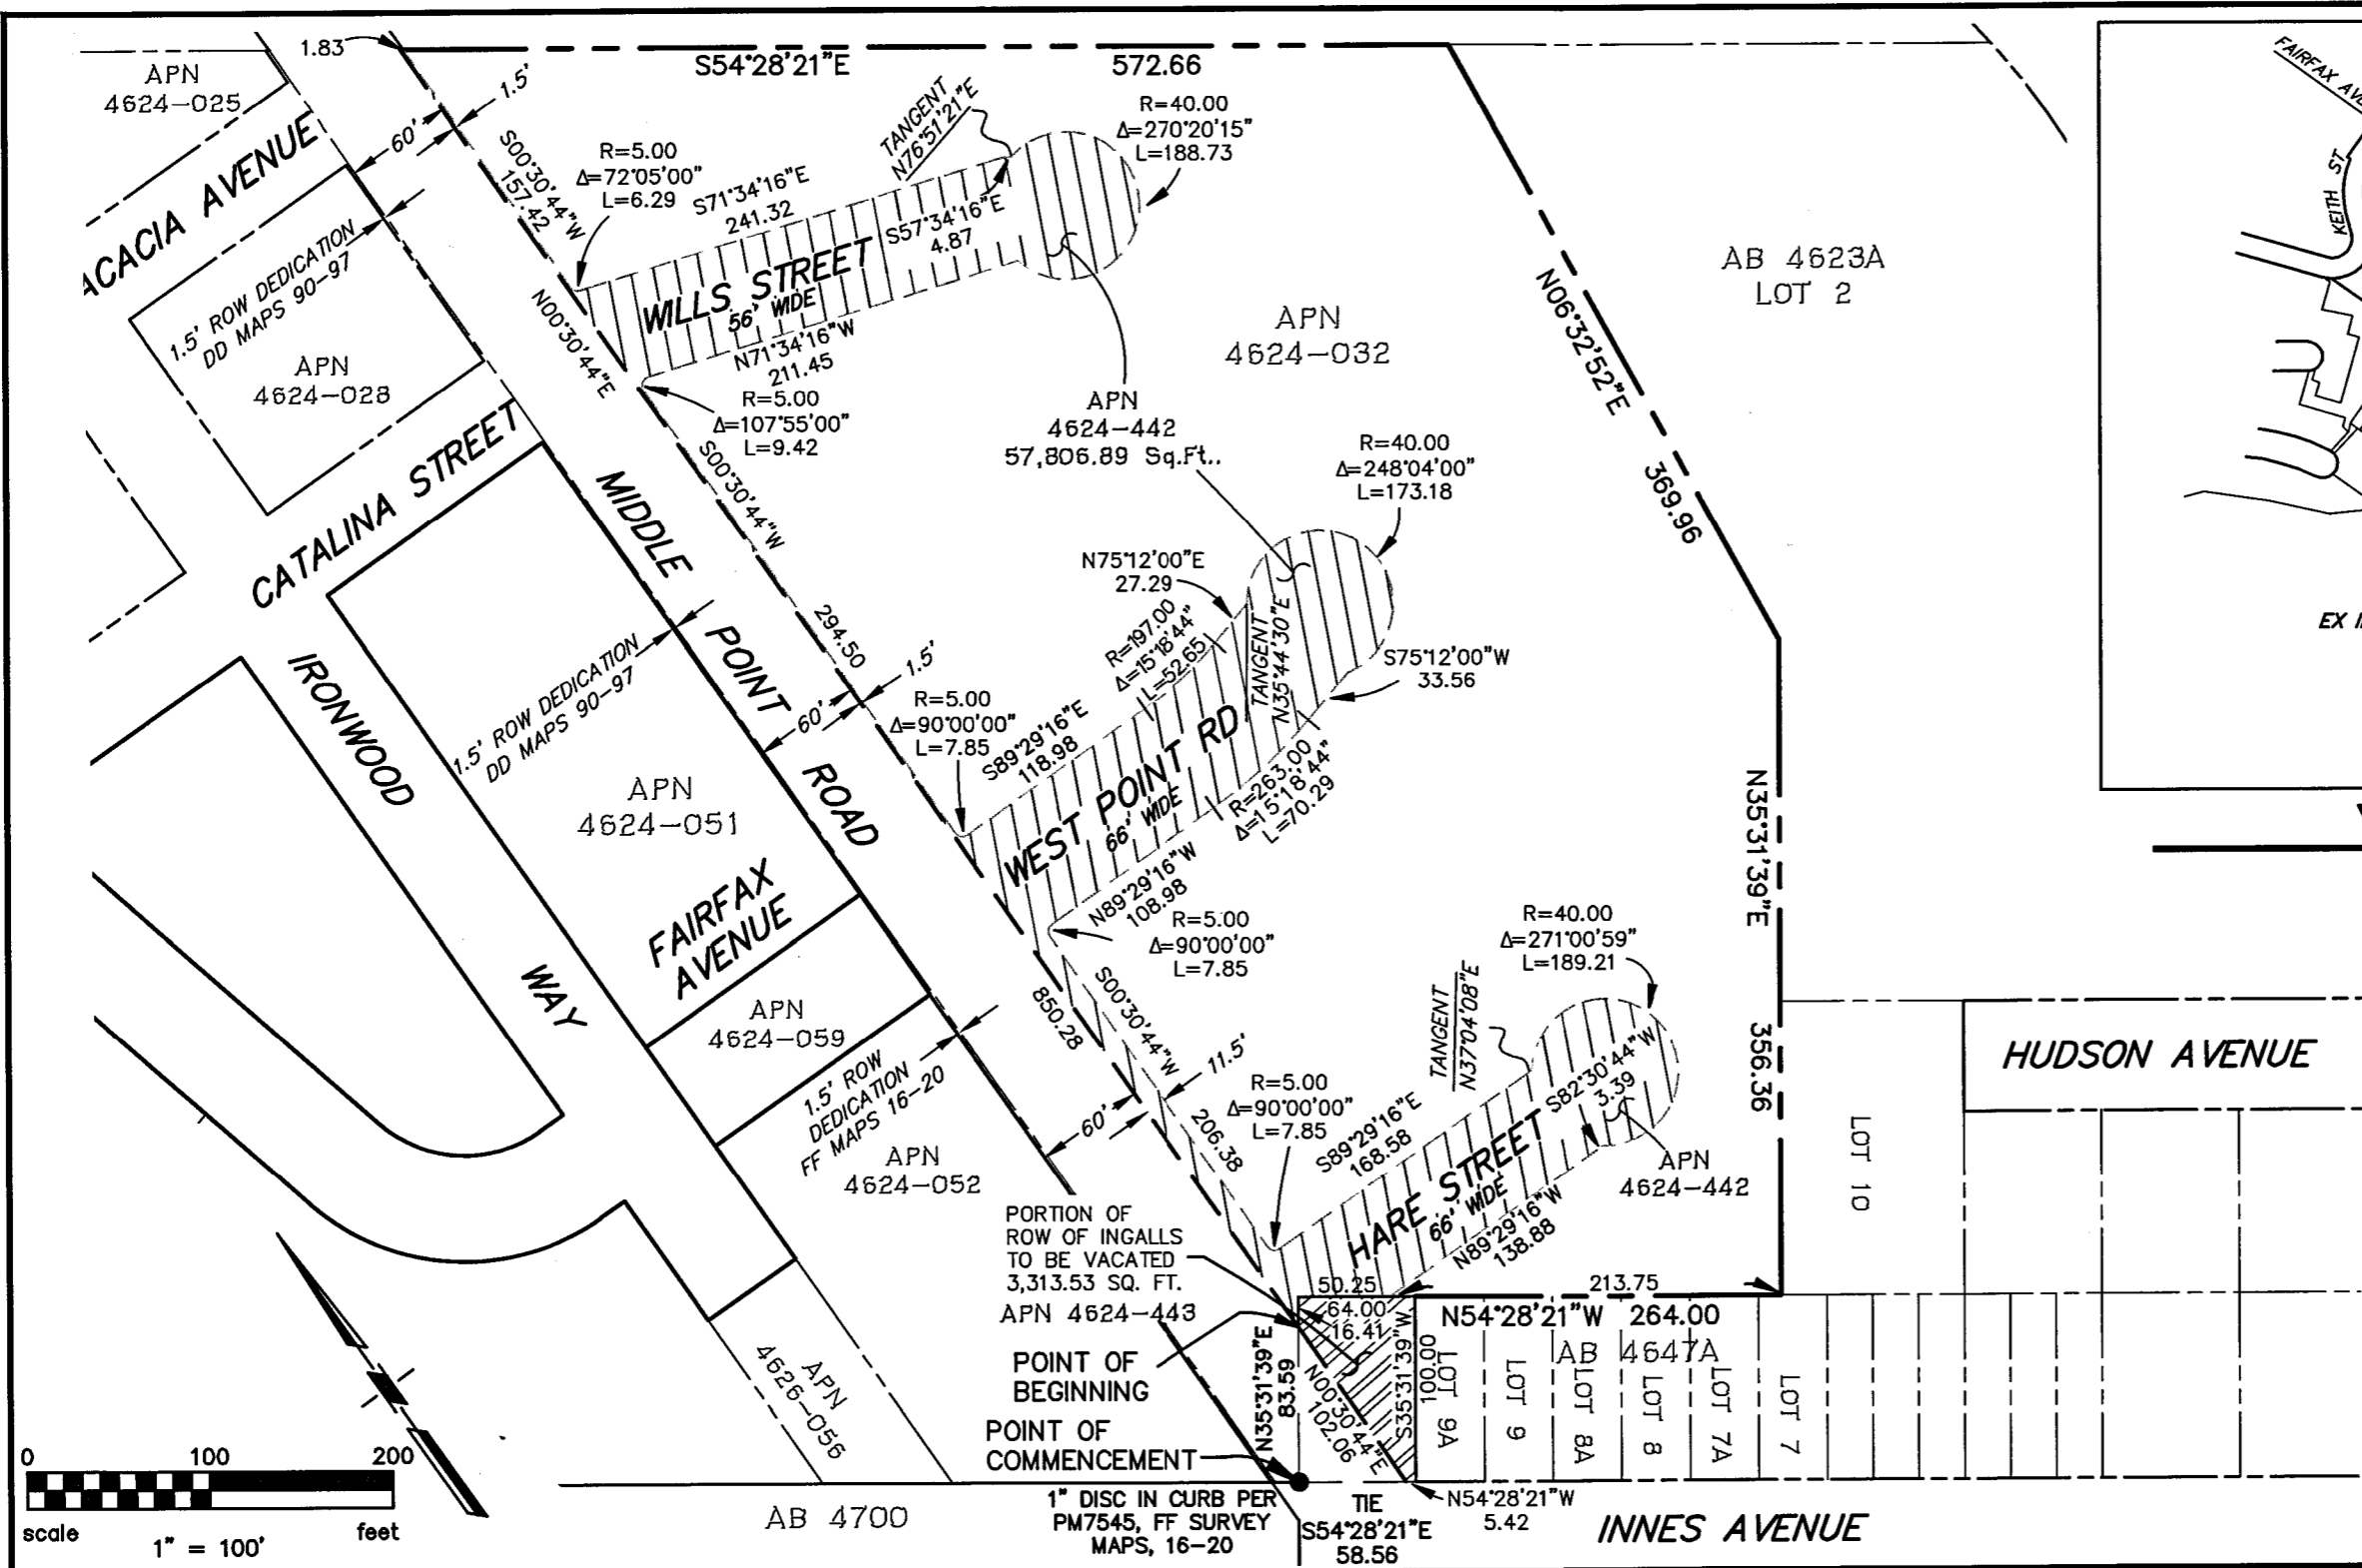 1.83
S54°28'21"E
572.66
APN
4624-025
1.5'
60'
ACACIA AVENUE
1.5' ROW DEDICATION
DD MAPS 90-97
APN
4624-028
S00°30'44"W
157.42
R=5.00
Δ=72°05'00"
L=6.29
S71°34'16"E
241.32
TANGENT
N76°51'21"E
R=40.00
Δ=270°20'15"
L=188.73
S57°34'16"E
4.87
WILLS STREET
56' WIDE
N71°34'16"W
211.45
N00°30'44"E
R=5.00
Δ=107°55'00"
L=9.42
APN
4624-032
APN
4624-442
57,806.89 Sq.Ft..
AB 4623A
LOT 2
N06°32'52"E
369.96
FAIRFAX AVE
KEITH ST
CATALINA STREET
MIDDLE
POINT
ROAD
S00°30'44"W
294.50
1.5'
60'
R=40.00
Δ=248°04'00"
L=173.18
N75°12'00"E
27.29
R=197.00
Δ=15°18'44"
L=52.65
TANGENT
N35°44'30"E
S75°12'00"W
33.56
IRONWOOD
WAY
1.5' ROW DEDICATION
DD MAPS 90-97
APN
4624-051
R=5.00
Δ=90°00'00"
L=7.85
S89°29'16"E
118.98
WEST POINT RD
66' WIDE
R=263.00
Δ=15°18'44"
L=70.29
N89°29'16"W
108.98
R=5.00
Δ=90°00'00"
L=7.85
N35°31'39"E
356.36
FAIRFAX
AVENUE
APN
4624-059
850.28
S00°30'44"W
206.38
11.5'
60'
1.5' ROW
DEDICATION
FF MAPS 16-20
APN
4624-052
R=40.00
Δ=271°00'59"
L=189.21
TANGENT
N37°04'08"E
R=5.00
Δ=90°00'00"
L=7.85
S89°29'16"E
168.58
S82°30'44"W
3.39
HARE STREET
66' WIDE
N89°29'16"W
138.88
APN
4624-442
HUDSON AVENUE
LOT 10
PORTION OF
ROW OF INGALLS
TO BE VACATED
3,313.53 SQ. FT.
APN 4624-443
50.25
213.75
64.00
16.41
N54°28'21"W 264.00
AB 4647A
POINT OF
BEGINNING
N35°31'39"E
83.59
N00°30'44"E
102.06
S35°31'39"W
100.00
LOT 9A
LOT 9
LOT 8A
LOT 8
LOT 7A
LOT 7
POINT OF
COMMENCEMENT
APN
4626-056
0 100 200
scale feet
1" = 100'
AB 4700
1" DISC IN CURB PER
PM7545, FF SURVEY
MAPS, 16-20
TIE
S54°28'21"E
58.56
N54°28'21"W
5.42
INNES AVENUE